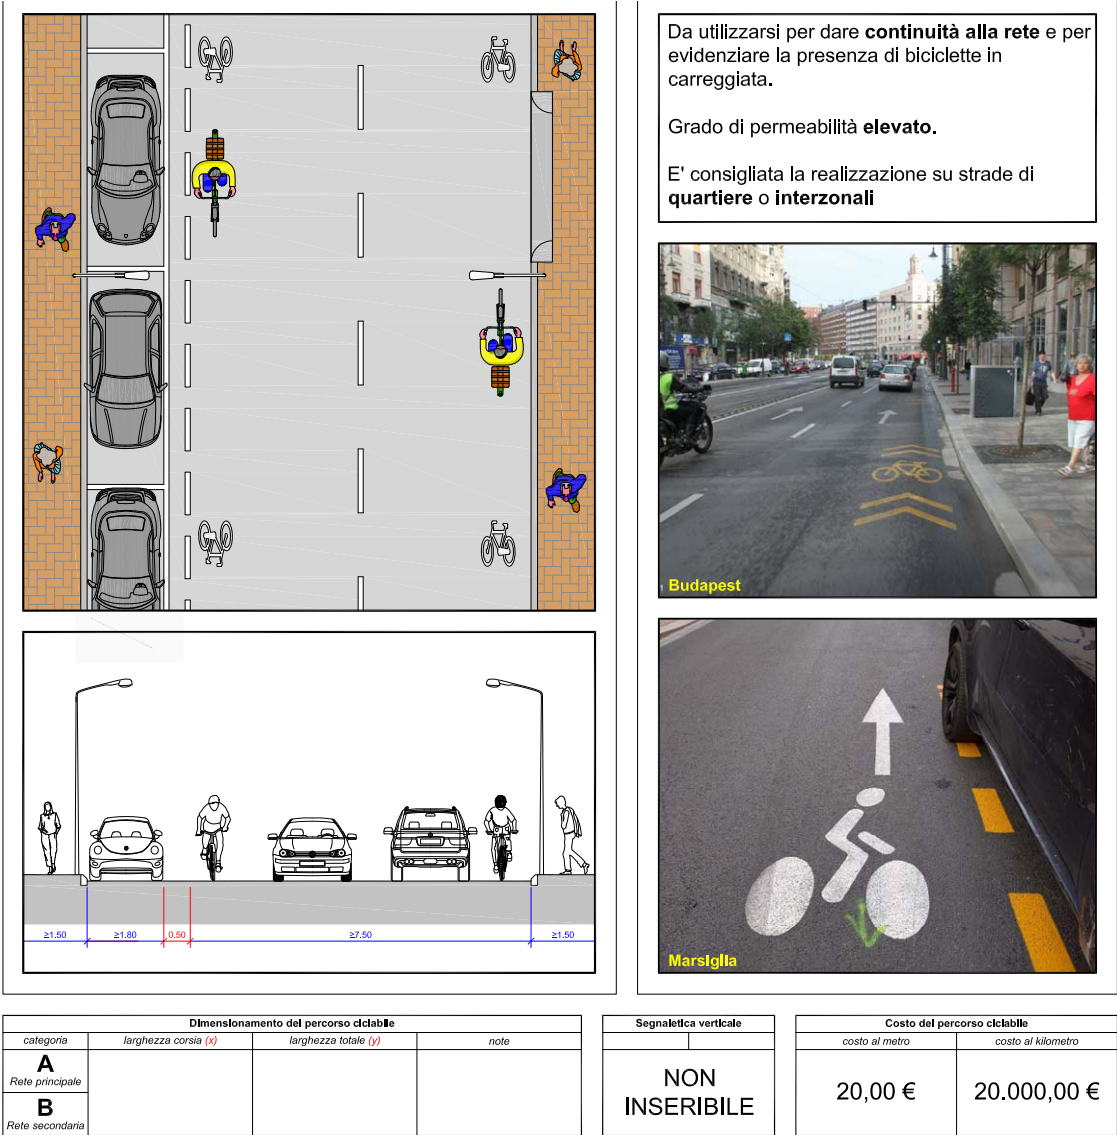 Da utilizzarsi per dare continuità alla rete e per
evidenziare la presenza di biciclette in
carreggiata.
Grado di permeabilità elevato.
E' consigliata la realizzazione su strade di
quartiere o interzonali
Budapest
Marsiglia
≥1.50
≥1.80
0.50
≥7.50
≥1.50
Dimensionamento del percorso ciclabile
categoria
larghezza corsia (x)
larghezza totale (y)
note
A
Rete principale
B
Rete secondaria
Segnaletica verticale
NON
INSERIBILE
Costo del percorso ciclabile
costo al metro
costo al kilometro
20,00 €
20.000,00 €